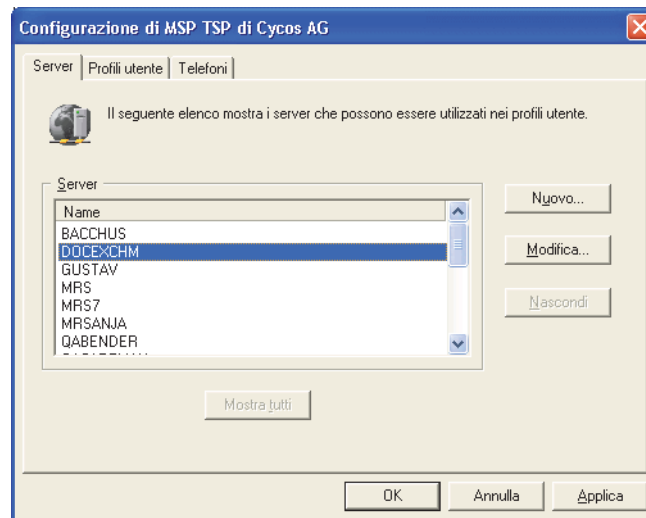 Configurazione di MSP TSP di Cycos AG
Server Profili utente Telefoni
Il seguente elenco mostra i server che possono essere utilizzati nei profili utente.
Server
Name
BACCHUS
DOCEXCHM
GUSTAV
MRS
MRS7
MRSANJA
QABENDER
Nuovo...
Modifica...
Nascondi
Mostra tutti
OK Annulla Applica